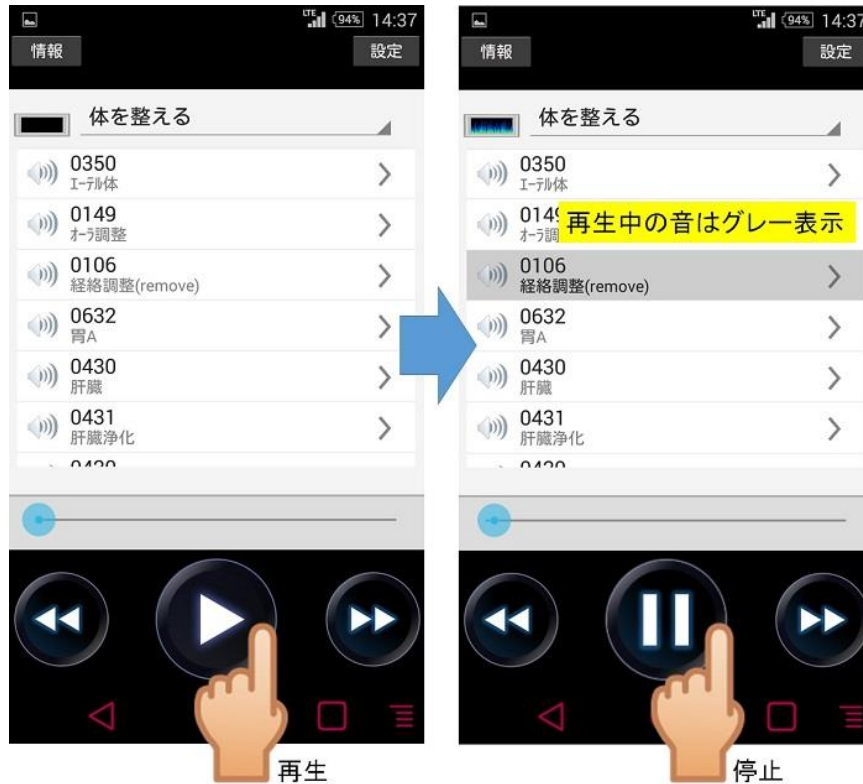 LTE 94% 14:37
情報 設定
体を整える
0350
エーテル体
0149
オーラ調整
0106
経絡調整(remove)
0632
胃A
0430
肝臓
0431
肝臓浄化
再生
LTE 94% 14:37
情報 設定
体を整える
0350
エーテル体
再生中の音はグレー表示
0106
経絡調整(remove)
0632
胃A
0430
肝臓
0431
肝臓浄化
停止